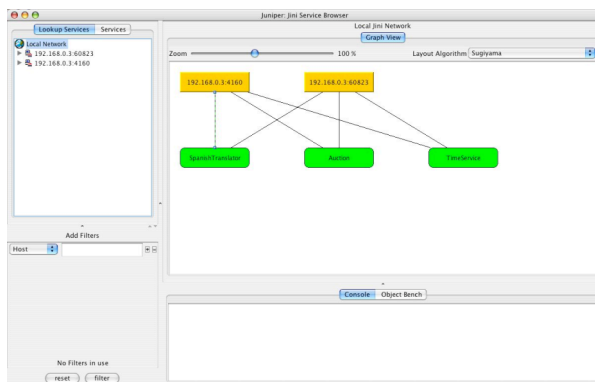 Juniper: Jini Service Browser
Lookup Services
Services
Local Network
192.168.0.3:60823
192.168.0.3:4160
Add Filters
Host
No Filters in use
reset
filter
Local Jini Network
Graph View
Zoom
100 %
Layout Algorithm
Sugiyama
192.168.0.3:4160
192.168.0.3:60823
SpanishTranslator
Auction
TimeService
Console
Object Bench